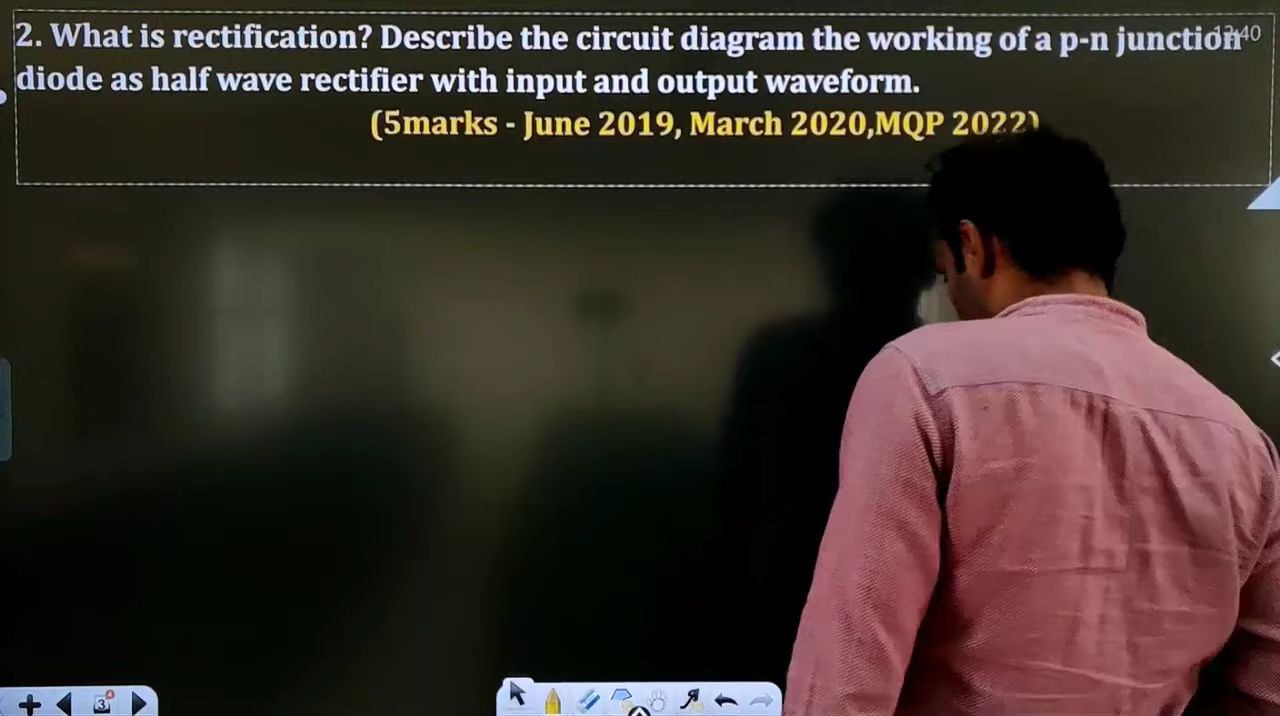 2. What is rectification? Describe the circuit diagram the working of a p-n junction
diode as half wave rectifier with input and output waveform.
(5marks - June 2019, March 2020,MQP 2022)
3